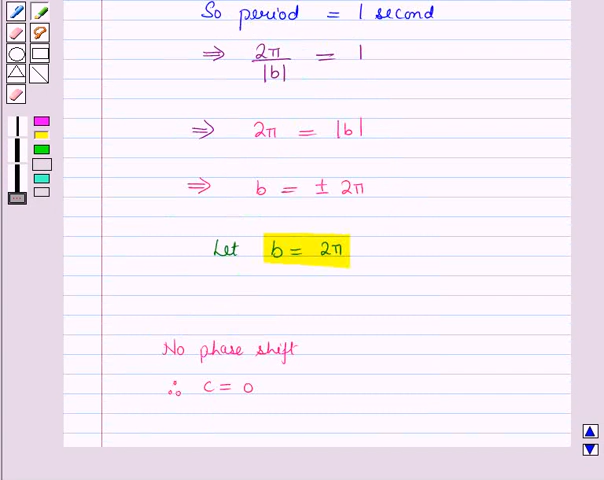 So period = 1 second
⇒ 2π/|b| = 1
⇒ 2π = |b|
⇒ b = ± 2π
Let b = 2π
No phase shift
∴ c = 0